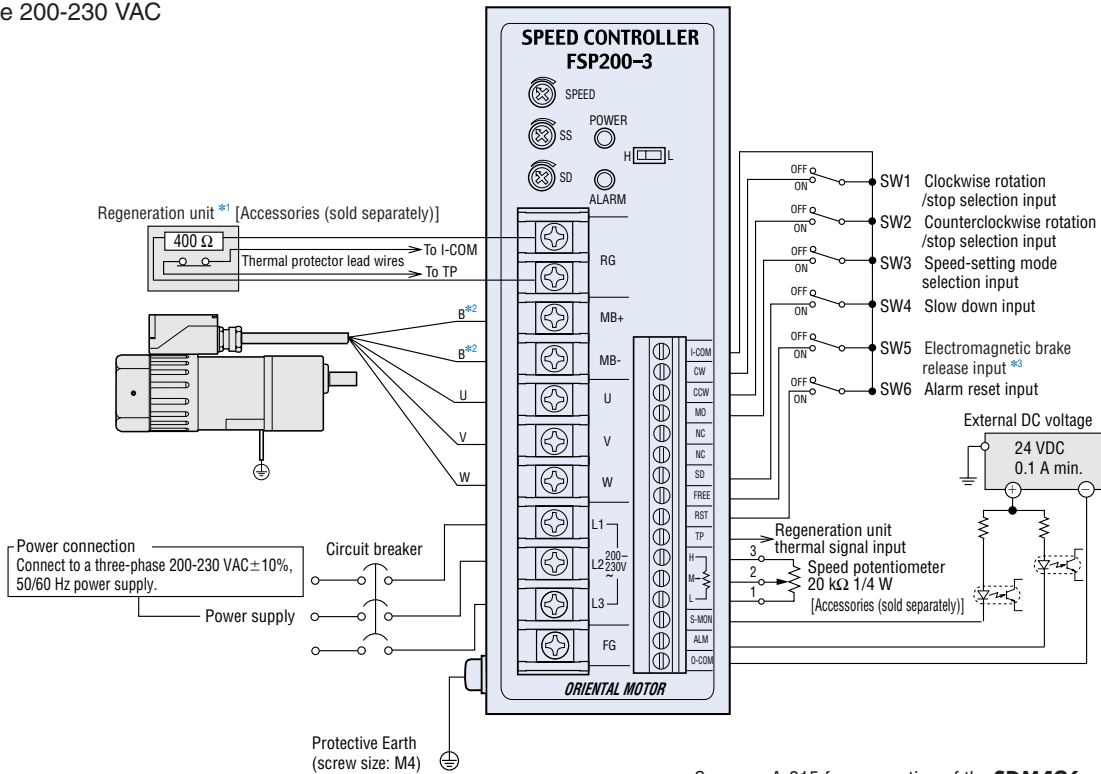 e 200-230 VAC
SPEED CONTROLLER
FSP200-3
SPEED
SS
POWER
H
L
SD
ALARM
Regeneration unit *1 [Accessories (sold separately)]
400 Ω
To I-COM
Thermal protector lead wires
To TP
RG
B*2
MB+
B*2
MB-
U
U
V
V
W
W
L1
L2
200-
230V
~
L3
FG
I-COM
CW
CCW
MO
NC
NC
SD
FREE
RST
TP
H
M
L
S-MON
ALM
O-COM
ORIENTAL MOTOR
OFF
ON
SW1 Clockwise rotation
/stop selection input
OFF
ON
SW2 Counterclockwise rotation
/stop selection input
OFF
ON
SW3 Speed-setting mode
selection input
OFF
ON
SW4 Slow down input
OFF
ON
SW5 Electromagnetic brake
release input *3
OFF
ON
SW6 Alarm reset input
External DC voltage
24 VDC
0.1 A min.
+
−
Regeneration unit
thermal signal input
3
2
1
Speed potentiometer
20 kΩ 1/4 W
[Accessories (sold separately)]
Power connection
Connect to a three-phase 200-230 VAC±10%,
50/60 Hz power supply.
Circuit breaker
Power supply
Protective Earth
(screw size: M4)